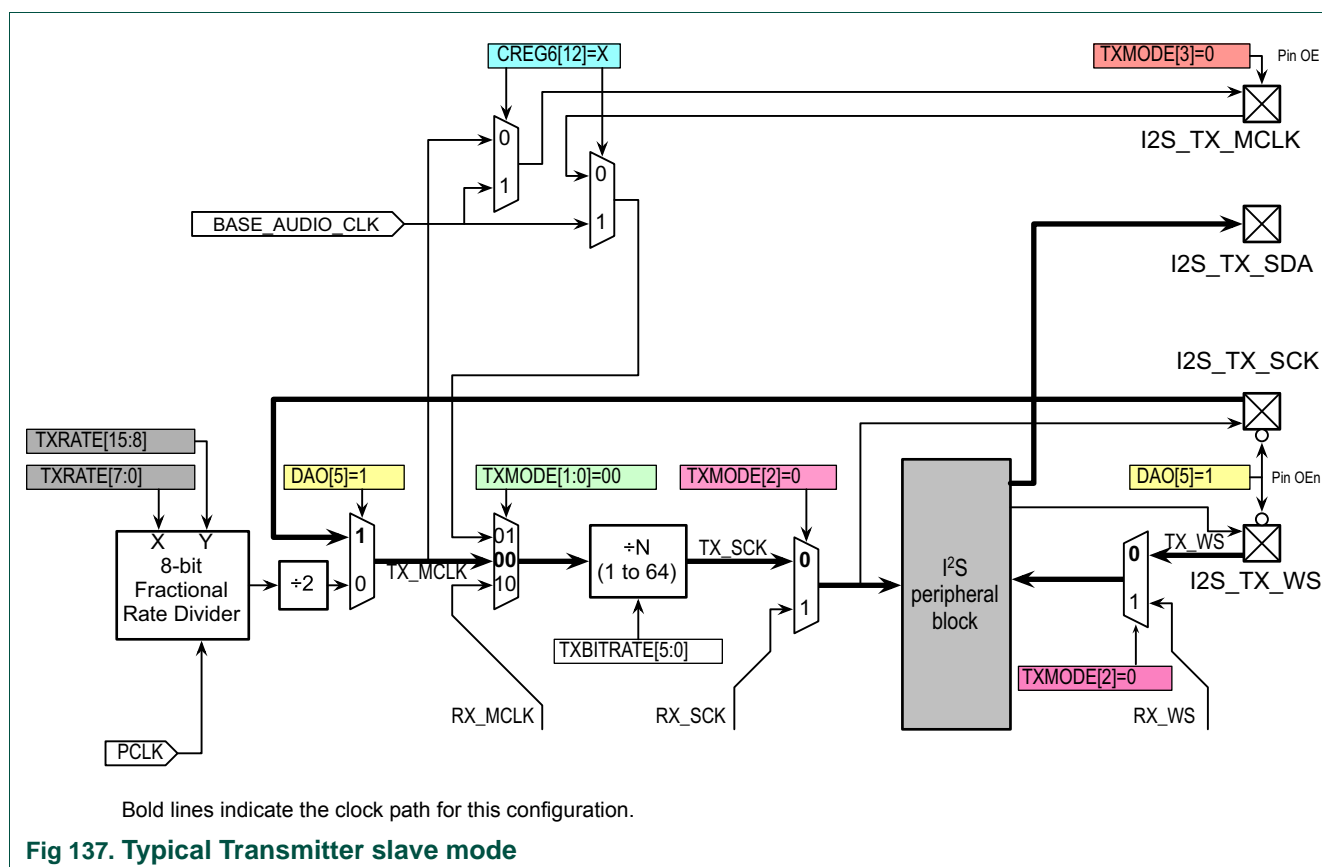 CREG6[12]=X
TXMODE[3]=0
Pin OE
0
1
0
1
I2S_TX_MCLK
BASE_AUDIO_CLK
I2S_TX_SDA
I2S_TX_SCK
TXRATE[15:8]
TXRATE[7:0]
DAO[5]=1
TXMODE[1:0]=00
TXMODE[2]=0
DAO[5]=1
Pin OEn
X Y
8-bit
Fractional
Rate Divider
÷2
1
0
TX_MCLK
01
00
10
÷N
(1 to 64)
TX_SCK
0
1
I²S
peripheral
block
TX_WS
0
1
I2S_TX_WS
TXBITRATE[5:0]
TXMODE[2]=0
RX_MCLK
RX_SCK
RX_WS
PCLK
Bold lines indicate the clock path for this configuration.
Fig 137. Typical Transmitter slave mode